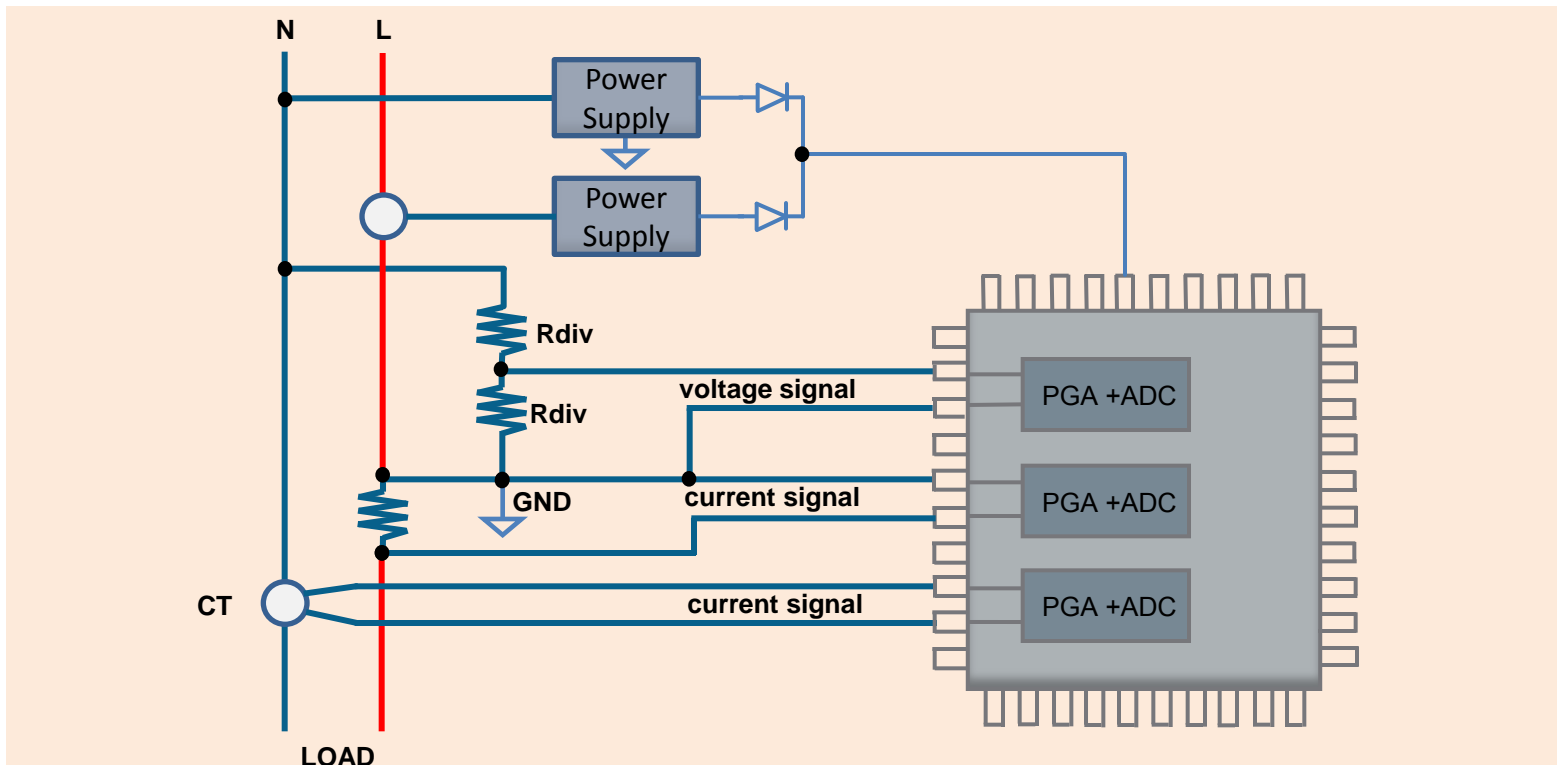 N
L
Power
Supply
Power
Supply
Rdiv
voltage signal
PGA +ADC
Rdiv
GND
current signal
PGA +ADC
CT
current signal
PGA +ADC
LOAD